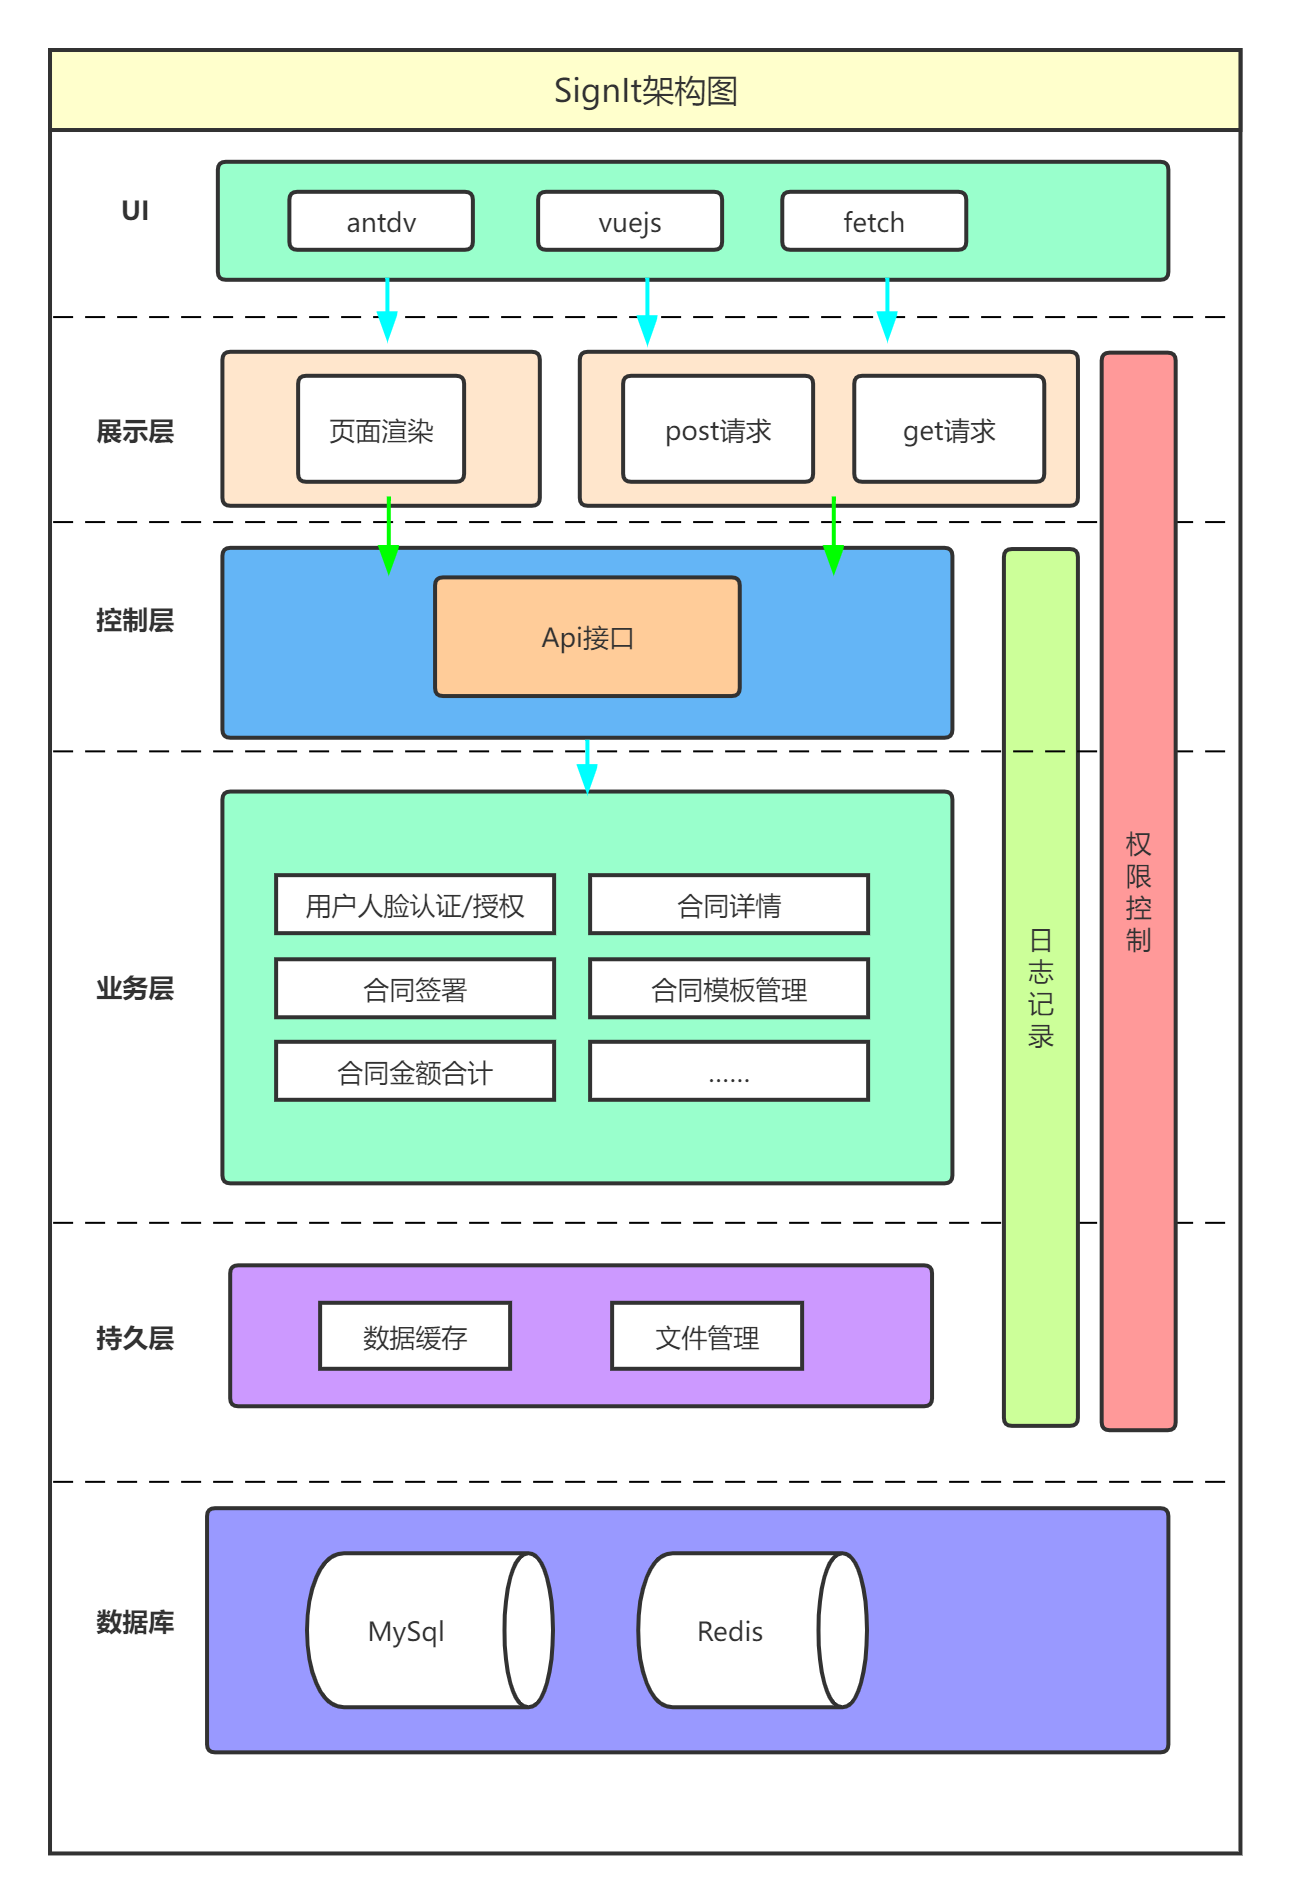 SignIt架构图
UI
antdv
vuejs
fetch
展示层
页面渲染
post请求
get请求
控制层
Api接口
业务层
用户人脸认证/授权
合同详情
合同签署
合同模板管理
合同金额合计
......
日志记录
权限控制
持久层
数据缓存
文件管理
数据库
MySql
Redis